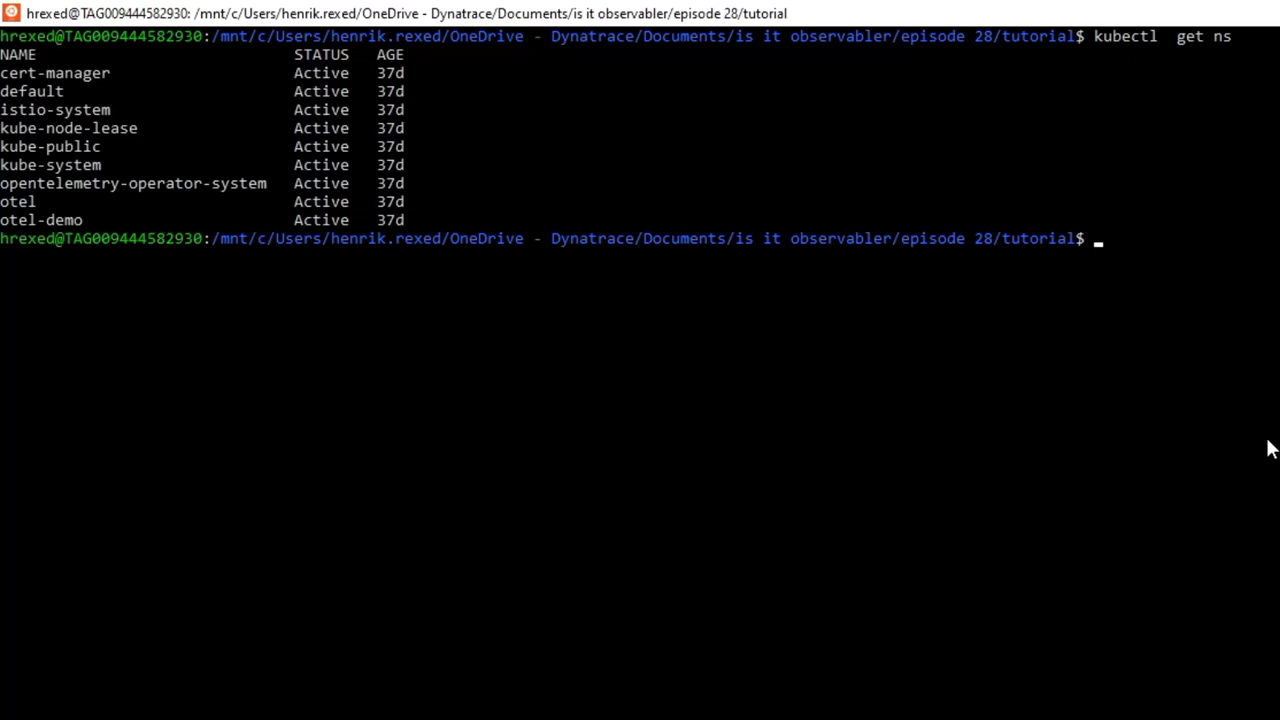 hrexed@TAG009444582930: /mnt/c/Users/henrik.rexed/OneDrive - Dynatrace/Documents/is it observabler/episode 28/tutorial
hrexed@TAG009444582930:/mnt/c/Users/henrik.rexed/OneDrive - Dynatrace/Documents/is it observabler/episode 28/tutorial$ kubectl  get ns
NAME                            STATUS   AGE
cert-manager                    Active   37d
default                         Active   37d
istio-system                    Active   37d
kube-node-lease                 Active   37d
kube-public                     Active   37d
kube-system                     Active   37d
opentelemetry-operator-system   Active   37d
otel                            Active   37d
otel-demo                       Active   37d
hrexed@TAG009444582930:/mnt/c/Users/henrik.rexed/OneDrive - Dynatrace/Documents/is it observabler/episode 28/tutorial$